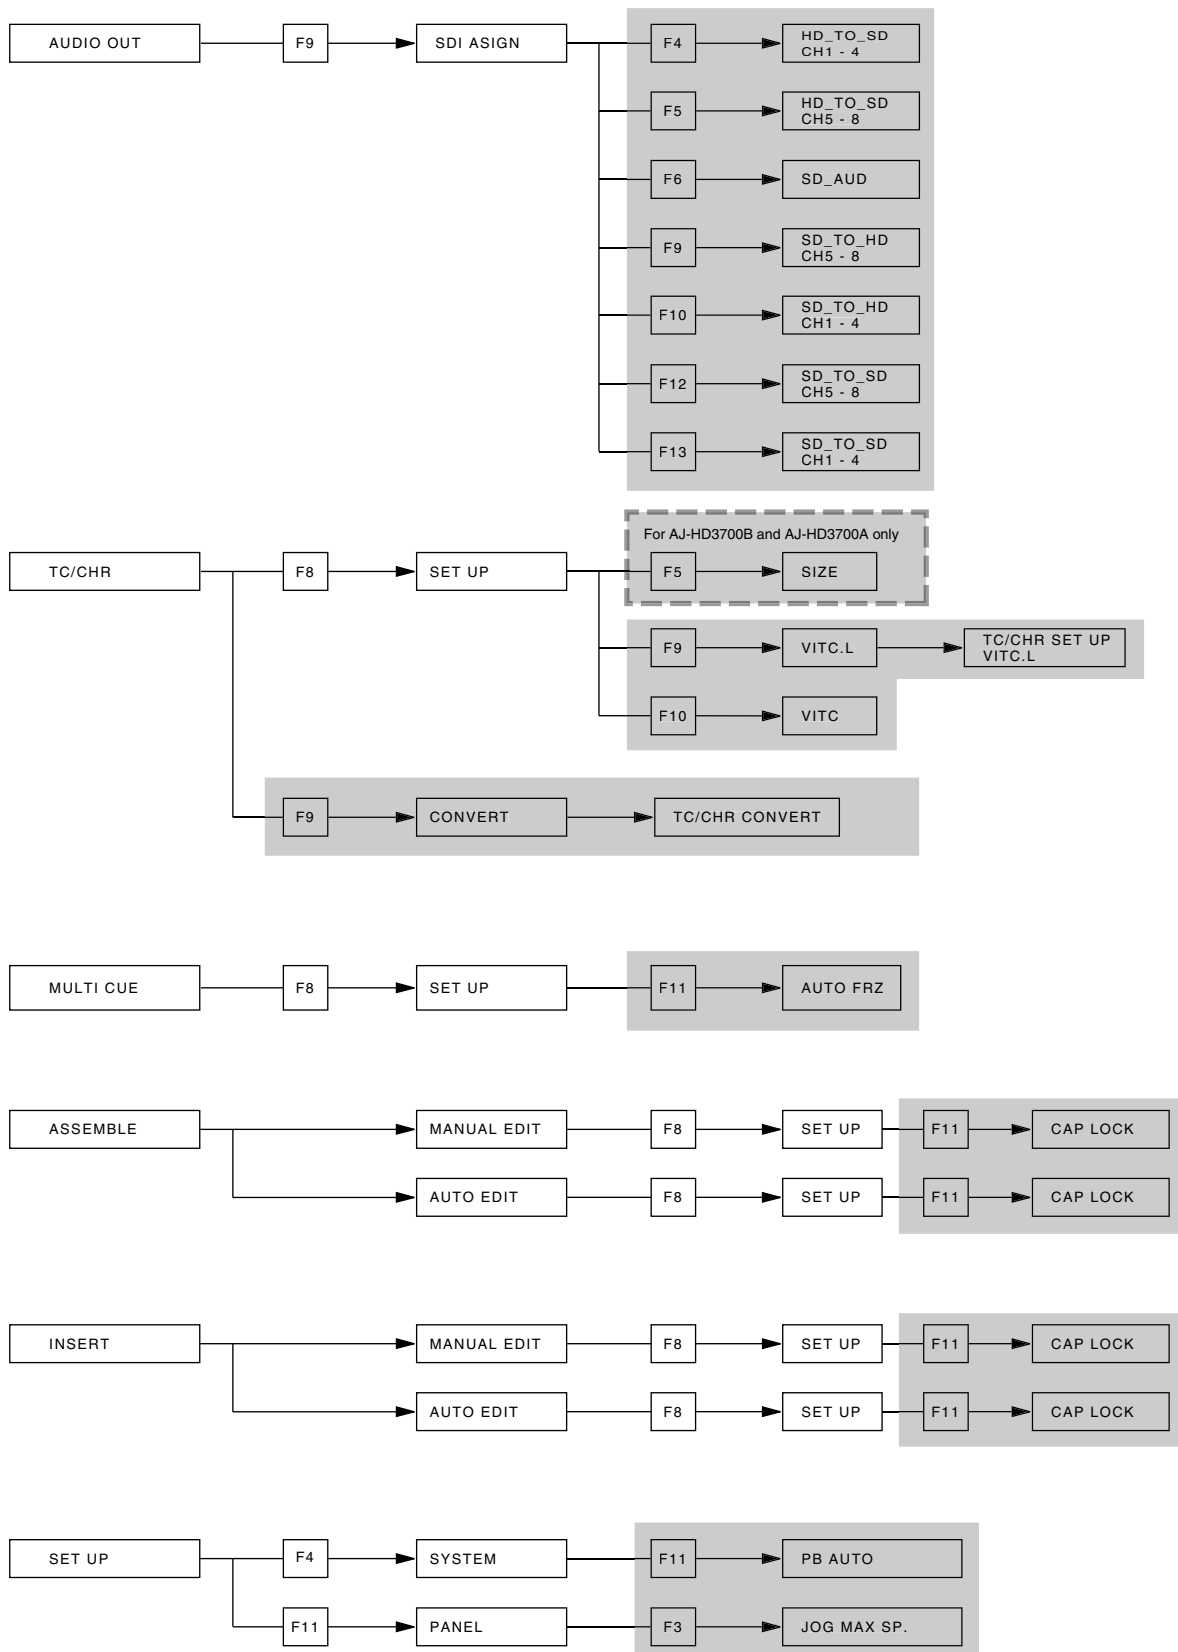 AUDIO OUT
F9
SDI ASIGN
F4
HD_TO_SD
CH1 - 4
F5
HD_TO_SD
CH5 - 8
F6
SD_AUD
F9
SD_TO_HD
CH5 - 8
F10
SD_TO_HD
CH1 - 4
F12
SD_TO_SD
CH5 - 8
F13
SD_TO_SD
CH1 - 4
For AJ-HD3700B and AJ-HD3700A only
TC/CHR
F8
SET UP
F5
SIZE
F9
VITC.L
TC/CHR SET UP
VITC.L
F10
VITC
F9
CONVERT
TC/CHR CONVERT
MULTI CUE
F8
SET UP
F11
AUTO FRZ
ASSEMBLE
MANUAL EDIT
F8
SET UP
F11
CAP LOCK
AUTO EDIT
F8
SET UP
F11
CAP LOCK
INSERT
MANUAL EDIT
F8
SET UP
F11
CAP LOCK
AUTO EDIT
F8
SET UP
F11
CAP LOCK
SET UP
F4
SYSTEM
F11
PB AUTO
F11
PANEL
F3
JOG MAX SP.